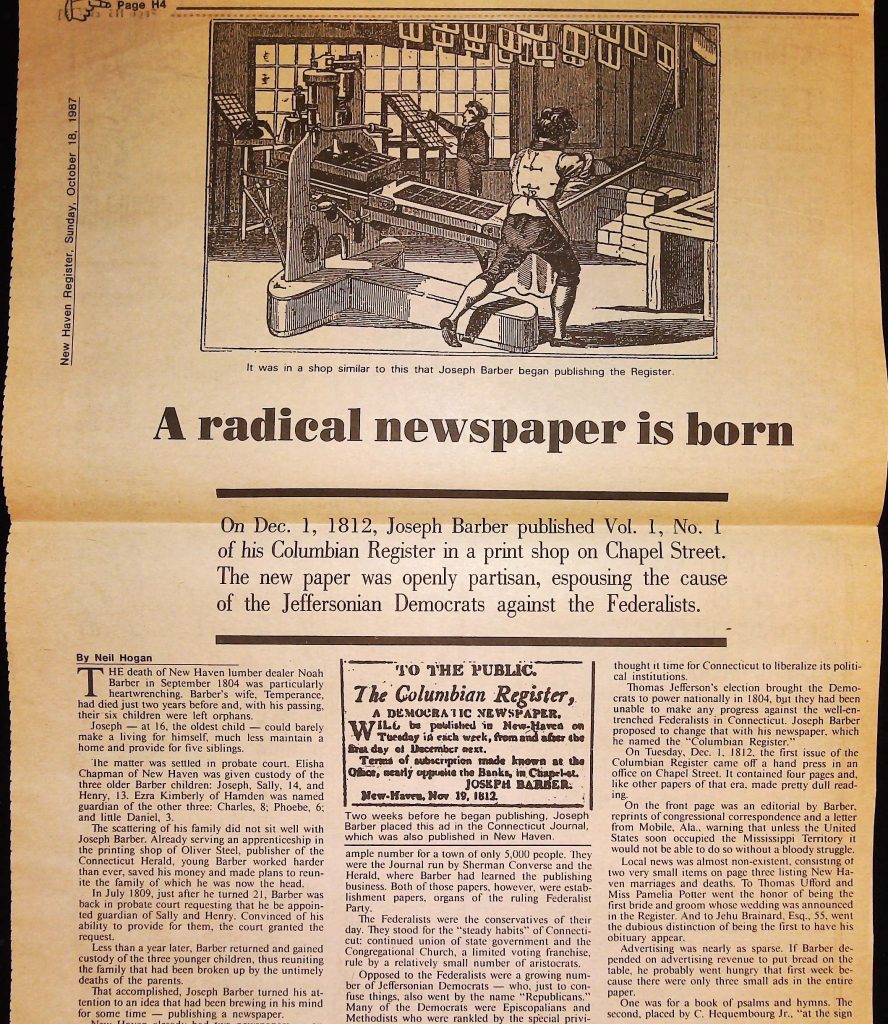 Page H4
New Haven Register, Sunday, October 18, 1987
It was in a shop similar to this that Joseph Barber began publishing the Register.
A radical newspaper is born
On Dec. 1, 1812, Joseph Barber published Vol. 1, No. 1
of his Columbian Register in a print shop on Chapel Street.
The new paper was openly partisan, espousing the cause
of the Jeffersonian Democrats against the Federalists.
By Neil Hogan
THE death of New Haven lumber dealer Noah
Barber in September 1804 was particularly
heartwrenching. Barber's wife, Temperance,
had died just two years before and, with his passing,
their six children were left orphans.
Joseph — at 16, the oldest child — could barely
make a living for himself, much less maintain a
home and provide for five siblings.
The matter was settled in probate court. Elisha
Chapman of New Haven was given custody of the
three older Barber children: Joseph, Sally, 14, and
Henry, 13. Ezra Kimberly of Hamden was named
guardian of the other three: Charles, 8; Phoebe, 6;
and little Daniel, 3.
The scattering of his family did not sit well with
Joseph Barber. Already serving an apprenticeship in
the printing shop of Oliver Steel, publisher of the
Connecticut Herald, young Barber worked harder
than ever, saved his money and made plans to reun-
ite the family of which he was now the head.
In July 1809, just after he turned 21, Barber was
back in probate court requesting that he be appoint-
ed guardian of Sally and Henry. Convinced of his
ability to provide for them, the court granted the
request.
Less than a year later, Barber returned and gained
custody of the three younger children, thus reuniting
the family that had been broken up by the untimely
deaths of the parents.
That accomplished, Joseph Barber turned his at-
tention to an idea that had been brewing in his mind
for some time — publishing a newspaper.
New Haven already had two newspapers
TO THE PUBLIC.
The Columbian Register,
A DEMOCRATIC NEWSPAPER,
WILL be published in New-Haven on
Tuesday in each week, from and after the
first day of December next.
Terms of subscription made known at the
Office, nearly opposite the Banks, in Chapel-st.
JOSEPH BARBER.
New-Haven, Nov 19, 1812.
Two weeks before he began publishing, Joseph
Barber placed this ad in the Connecticut Journal,
which was also published in New Haven.
ample number for a town of only 5,000 people. They
were the Journal run by Sherman Converse and the
Herald, where Barber had learned the publishing
business. Both of those papers, however, were estab-
lishment papers, organs of the ruling Federalist
Party.
The Federalists were the conservatives of their
day. They stood for the "steady habits" of Connecti-
cut: continued union of state government and the
Congregational Church, a limited voting franchise,
rule by a relatively small number of aristocrats.
Opposed to the Federalists were a growing num-
ber of Jeffersonian Democrats — who, just to con-
fuse things, also went by the name "Republicans."
Many of the Democrats were Episcopalians and
Methodists who were rankled by the special privi-
thought it time for Connecticut to liberalize its politi-
cal institutions.
Thomas Jefferson's election brought the Demo-
crats to power nationally in 1804, but they had been
unable to make any progress against the well-en-
trenched Federalists in Connecticut. Joseph Barber
proposed to change that with his newspaper, which
he named the "Columbian Register."
On Tuesday, Dec. 1, 1812, the first issue of the
Columbian Register came off a hand press in an
office on Chapel Street. It contained four pages and,
like other papers of that era, made pretty dull read-
ing.
On the front page was an editorial by Barber,
reprints of congressional correspondence and a letter
from Mobile, Ala., warning that unless the United
States soon occupied the Mississippi Territory it
would not be able to do so without a bloody struggle.
Local news was almost non-existent, consisting of
two very small items on page three listing New Ha-
ven marriages and deaths. To Thomas Ufford and
Miss Pamelia Potter went the honor of being the
first bride and groom whose wedding was announced
in the Register. And to Jehu Brainard, Esq., 55, went
the dubious distinction of being the first to have his
obituary appear.
Advertising was nearly as sparse. If Barber de-
pended on advertising revenue to put bread on the
table, he probably went hungry that first week be-
cause there were only three small ads in the entire
paper.
One was for a book of psalms and hymns. The
second, placed by C. Hequembourg Jr., "at the sign